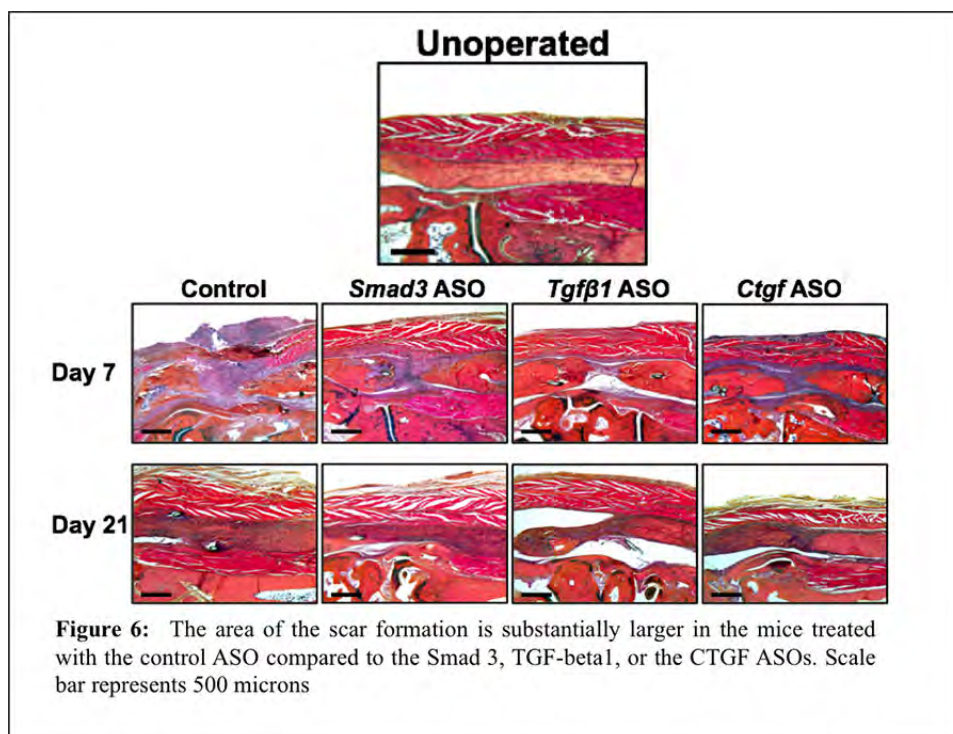 Unoperated
Control Smad3 ASO Tgfβ1 ASO Ctgf ASO
Day 7
Day 21
Figure 6: The area of the scar formation is substantially larger in the mice treated
with the control ASO compared to the Smad 3, TGF-beta1, or the CTGF ASOs. Scale
bar represents 500 microns